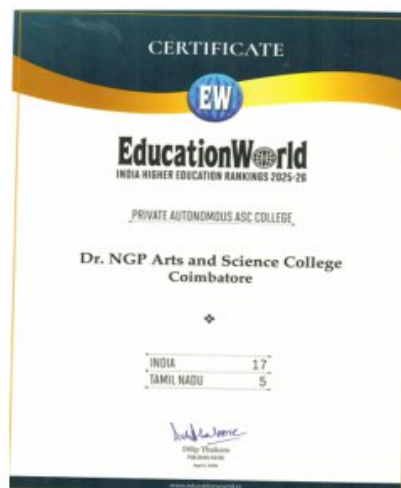 CERTIFICATE
EW
EducationWorld
INDIA HIGHER EDUCATION RANKINGS 2025-26
PRIVATE AUTONOMOUS ASC COLLEGE
Dr. NGP Arts and Science College
Coimbatore
INDIA 17
TAMIL NADU 5
Dilip Thakore